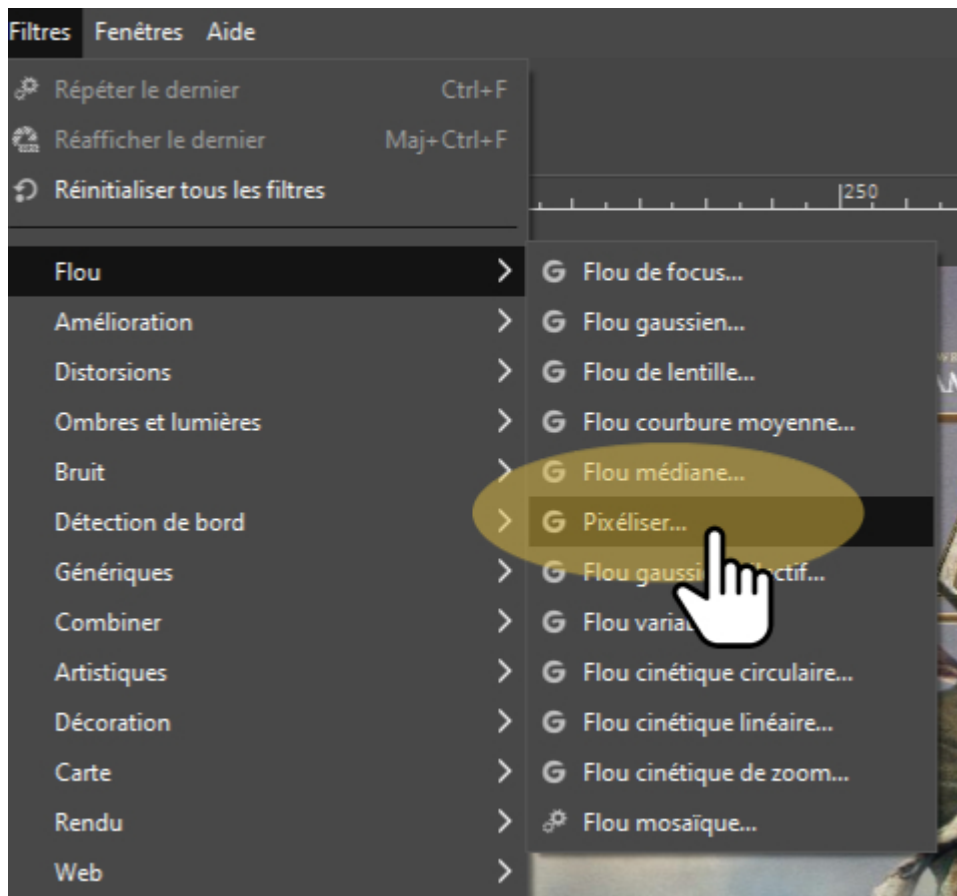 Filtres Fenêtres Aide
Répéter le dernier Ctrl+F
Réafficher le dernier Maj+Ctrl+F
Réinitialiser tous les filtres
250
Flou
Amélioration
Distorsions
Ombres et lumières
Bruit
Détection de bord
Génériques
Combiner
Artistiques
Décoration
Carte
Rendu
Web
Flou de focus...
Flou gaussien...
Flou de lentille...
Flou courbure moyenne...
Flou médiane...
Pixéliser...
Flou
Flou
Flou cinétique circulaire...
Flou cinétique linéaire...
Flou cinétique de zoom...
Flou mosaïque...